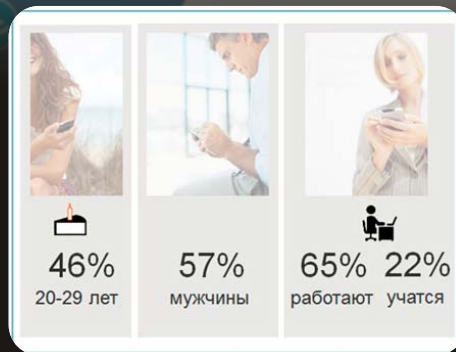 46%
20-29 лет
57%
мужчины
65% 22%
работают учатся